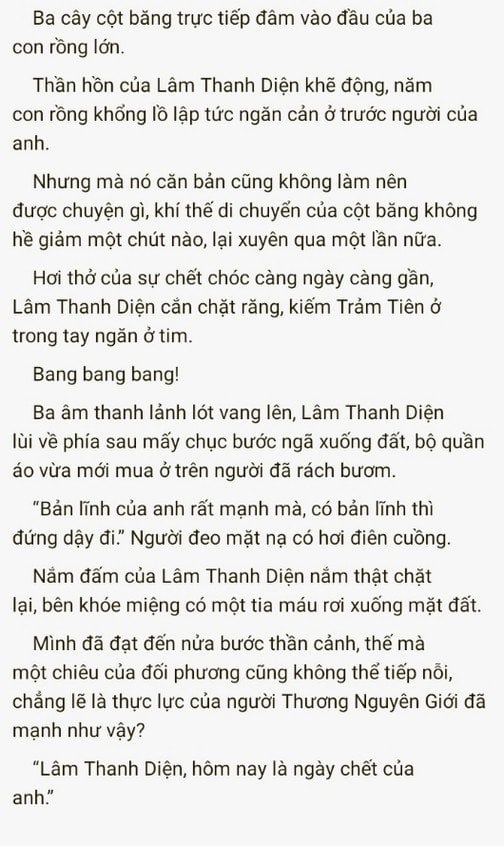 Ba cây cột băng trực tiếp đâm vào đầu của ba
con rồng lớn.
Thần hồn của Lâm Thanh Diện khẽ động, năm
con rồng khổng lồ lập tức ngăn cản ở trước người của
anh.
Nhưng mà nó căn bản cũng không làm nên
được chuyện gì, khí thế di chuyển của cột băng không
hề giảm một chút nào, lại xuyên qua một lần nữa.
Hơi thở của sự chết chóc càng ngày càng gần,
Lâm Thanh Diện cắn chặt răng, kiếm Trảm Tiên ở
trong tay ngăn ở tim.
Bang bang bang!
Ba âm thanh lảnh lót vang lên, Lâm Thanh Diện
lùi về phía sau mấy chục bước ngã xuống đất, bộ quần
áo vừa mới mua ở trên người đã rách bươm.
“Bản lĩnh của anh rất mạnh mà, có bản lĩnh thì
đứng dậy đi.” Người đeo mặt nạ có hơi điên cuồng.
Nắm đấm của Lâm Thanh Diện nắm thật chặt
lại, bên khóe miệng có một tia máu rơi xuống mặt đất.
Mình đã đạt đến nửa bước thần cảnh, thế mà
một chiêu của đối phương cũng không thể tiếp nỗi,
chẳng lẽ là thực lực của người Thương Nguyên Giới đã
mạnh như vậy?
“Lâm Thanh Diện, hôm nay là ngày chết của
anh.”